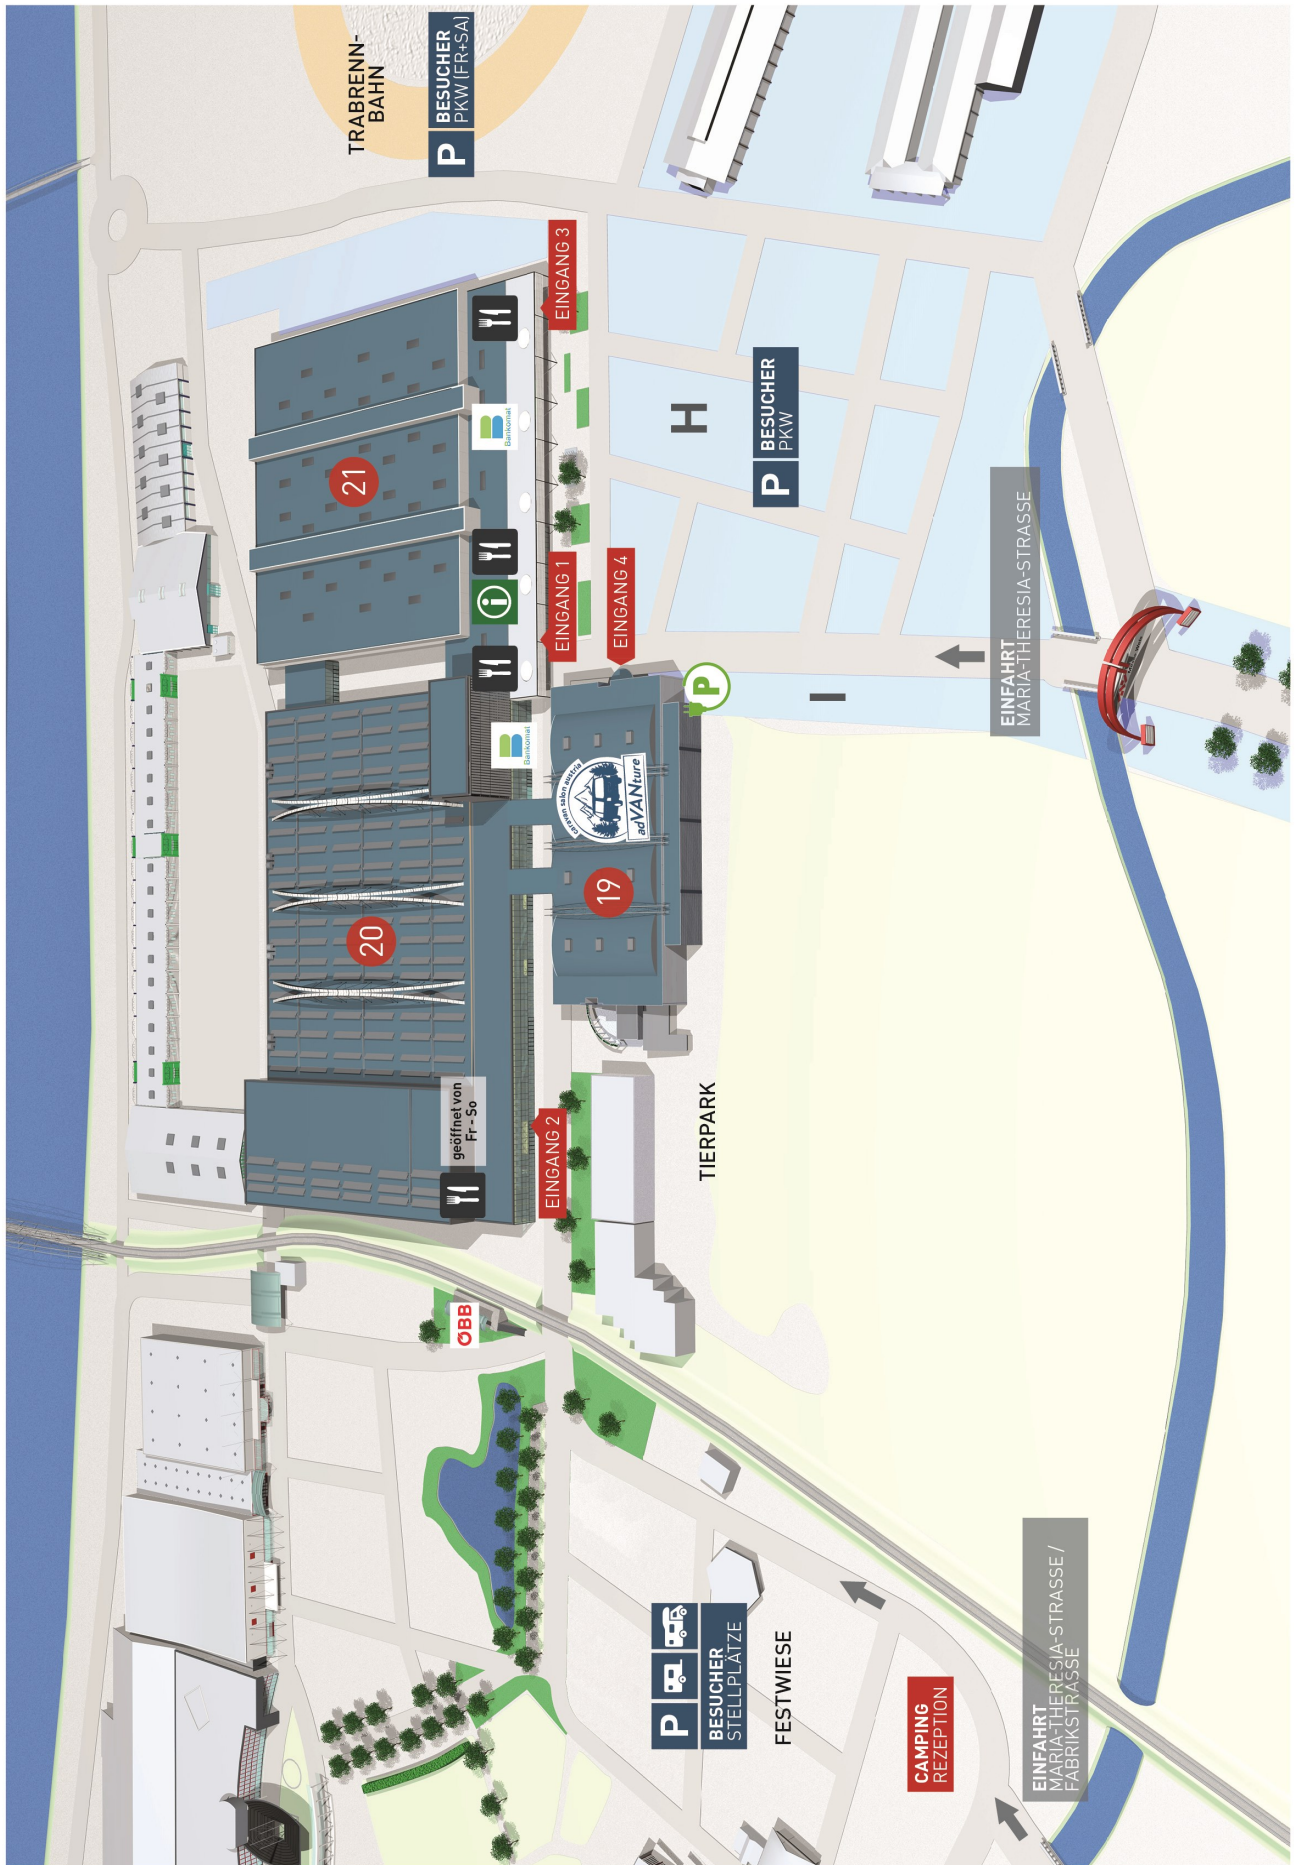 TRABRENN-
BAHN
21
20
P BESUCHER
PKW (FR+SA)
geöffnet von
Fr - So
ÖBB
Bankomat
i
Bankomat
EINGANG 2
EINGANG 1
EINGANG 3
caravan salon austria
adVANture
19
EINGANG 4
H
P
TIERPARK
P
BESUCHER
STELLPLÄTZE
P BESUCHER
PKW
FESTWIESE
I
CAMPING
REZEPTION
EINFAHRT
MARIA-THERESIA-STRASSE
EINFAHRT
MARIA-THERESIA-STRASSE /
FABRIKSTRASSE